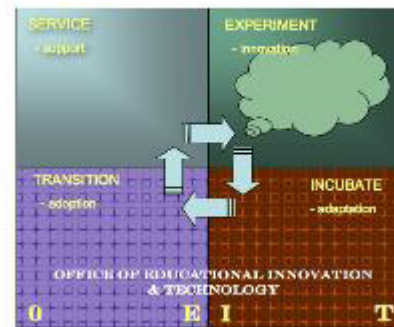 SERVICE
- support
EXPERIMENT
- innovation
TRANSITION
- adoption
INCUBATE
- adaptation
OFFICE OF EDUCATIONAL INNOVATION
& TECHNOLOGY
O E I T